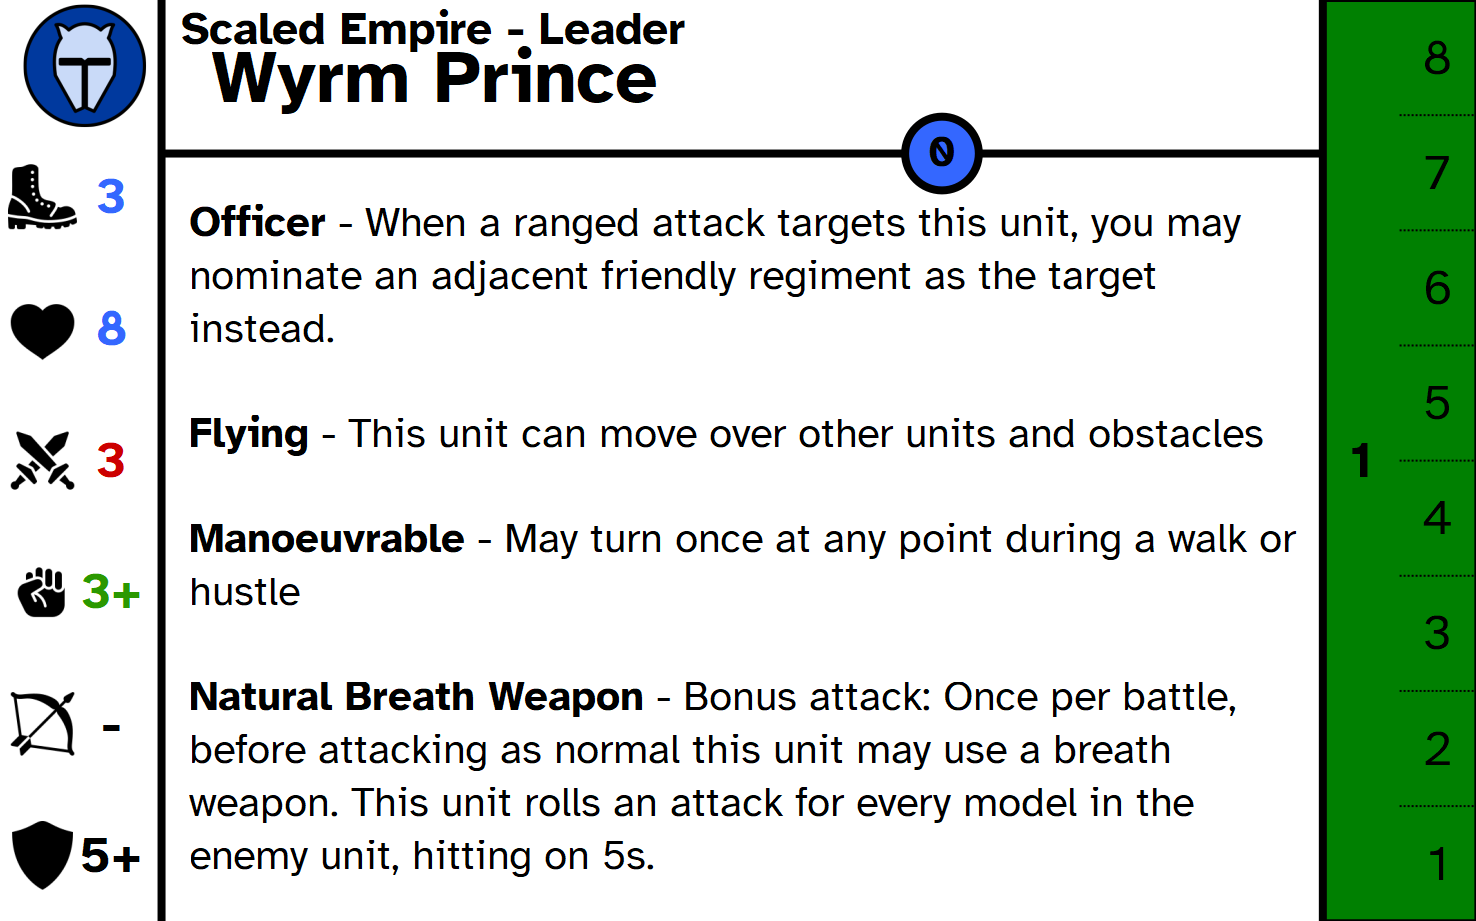 Scaled Empire - Leader
Wyrm Prince
0
3
8
3
3+
-
5+
Officer - When a ranged attack targets this unit, you may
nominate an adjacent friendly regiment as the target
instead.
Flying - This unit can move over other units and obstacles
Manoeuvrable - May turn once at any point during a walk or
hustle
Natural Breath Weapon - Bonus attack: Once per battle,
before attacking as normal this unit may use a breath
weapon. This unit rolls an attack for every model in the
enemy unit, hitting on 5s.
1
8
7
6
5
4
3
2
1